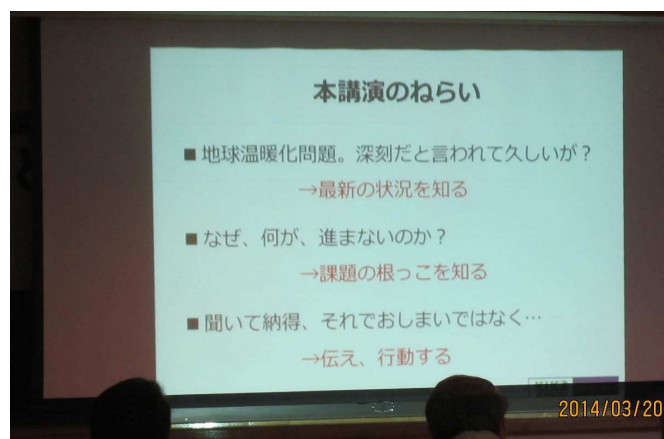 本講演のねらい
■地球温暖化問題。深刻だと言われて久しいが？
→最新の状況を知る
■なぜ、何が、進まないのか？
→課題の根っこを知る
■聞いて納得、それでおしまいではなく…
→伝え、行動する
2014/03/20